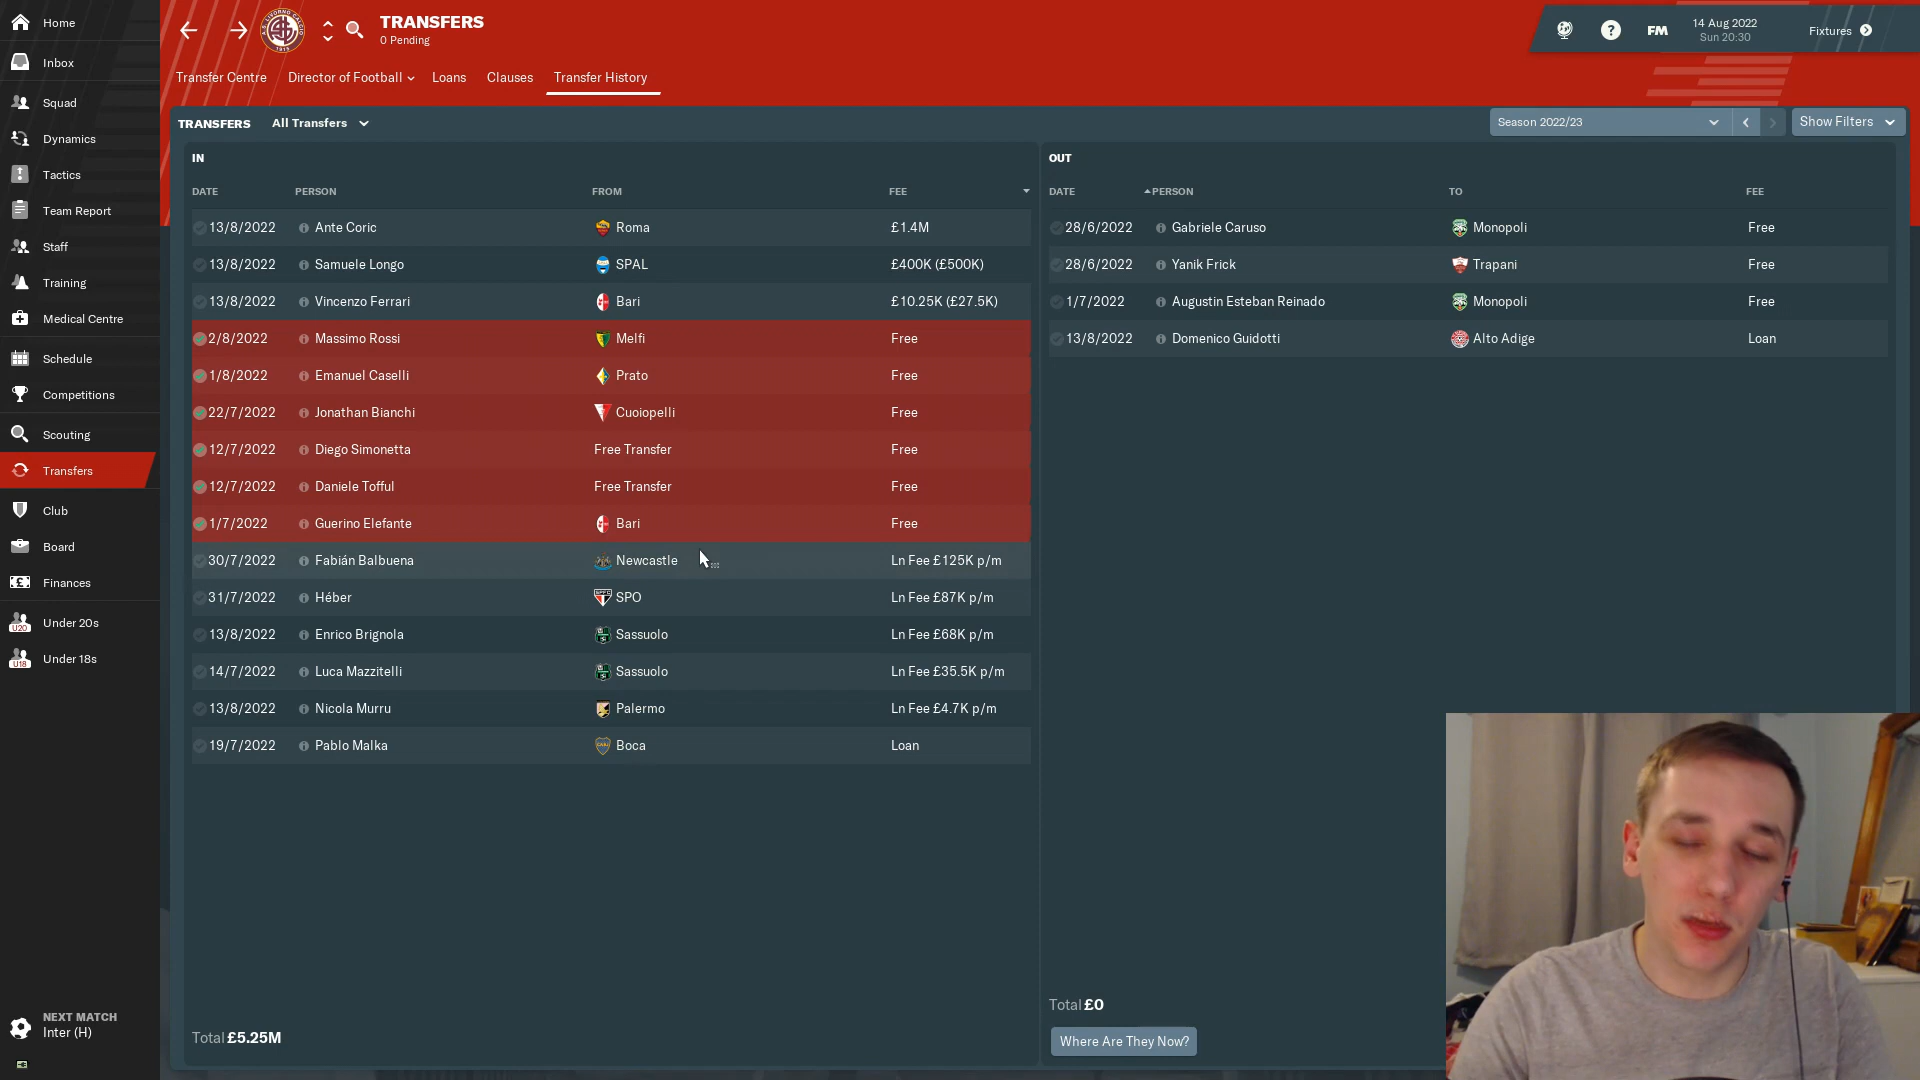 Home
Inbox
Squad
Dynamics
Tactics
Team Report
Staff
Training
Medical Centre
Schedule
Competitions
Scouting
Transfers
Club
Board
Finances
U20 Under 20s
U18 Under 18s
NEXT MATCH
Inter (H)
TRANSFERS
0 Pending
? FM 14 Aug 2022 Fixtures
Sun 20:30
Transfer Centre Director of Football Loans Clauses Transfer History
TRANSFERS All Transfers Season 2022/23 Show Filters
IN
DATE PERSON FROM FEE
13/8/2022 Ante Coric Roma £1.4M
13/8/2022 Samuele Longo SPAL £400K (£500K)
13/8/2022 Vincenzo Ferrari Bari £10.25K (£27.5K)
2/8/2022 Massimo Rossi Melfi Free
1/8/2022 Emanuel Caselli Prato Free
22/7/2022 Jonathan Bianchi Cuoiopelli Free
12/7/2022 Diego Simonetta Free Transfer Free
12/7/2022 Daniele Tofful Free Transfer Free
1/7/2022 Guerino Elefante Bari Free
30/7/2022 Fabián Balbuena Newcastle Ln Fee £125K p/m
31/7/2022 Héber SPO Ln Fee £87K p/m
13/8/2022 Enrico Brignola Sassuolo Ln Fee £68K p/m
14/7/2022 Luca Mazzitelli Sassuolo Ln Fee £35.5K p/m
13/8/2022 Nicola Murru Palermo Ln Fee £4.7K p/m
19/7/2022 Pablo Malka Boca Loan
Total £5.25M
OUT
DATE PERSON TO FEE
28/6/2022 Gabriele Caruso Monopoli Free
28/6/2022 Yanik Frick Trapani Free
1/7/2022 Augustin Esteban Reinado Monopoli Free
13/8/2022 Domenico Guidotti Alto Adige Loan
Total £0
Where Are They Now?